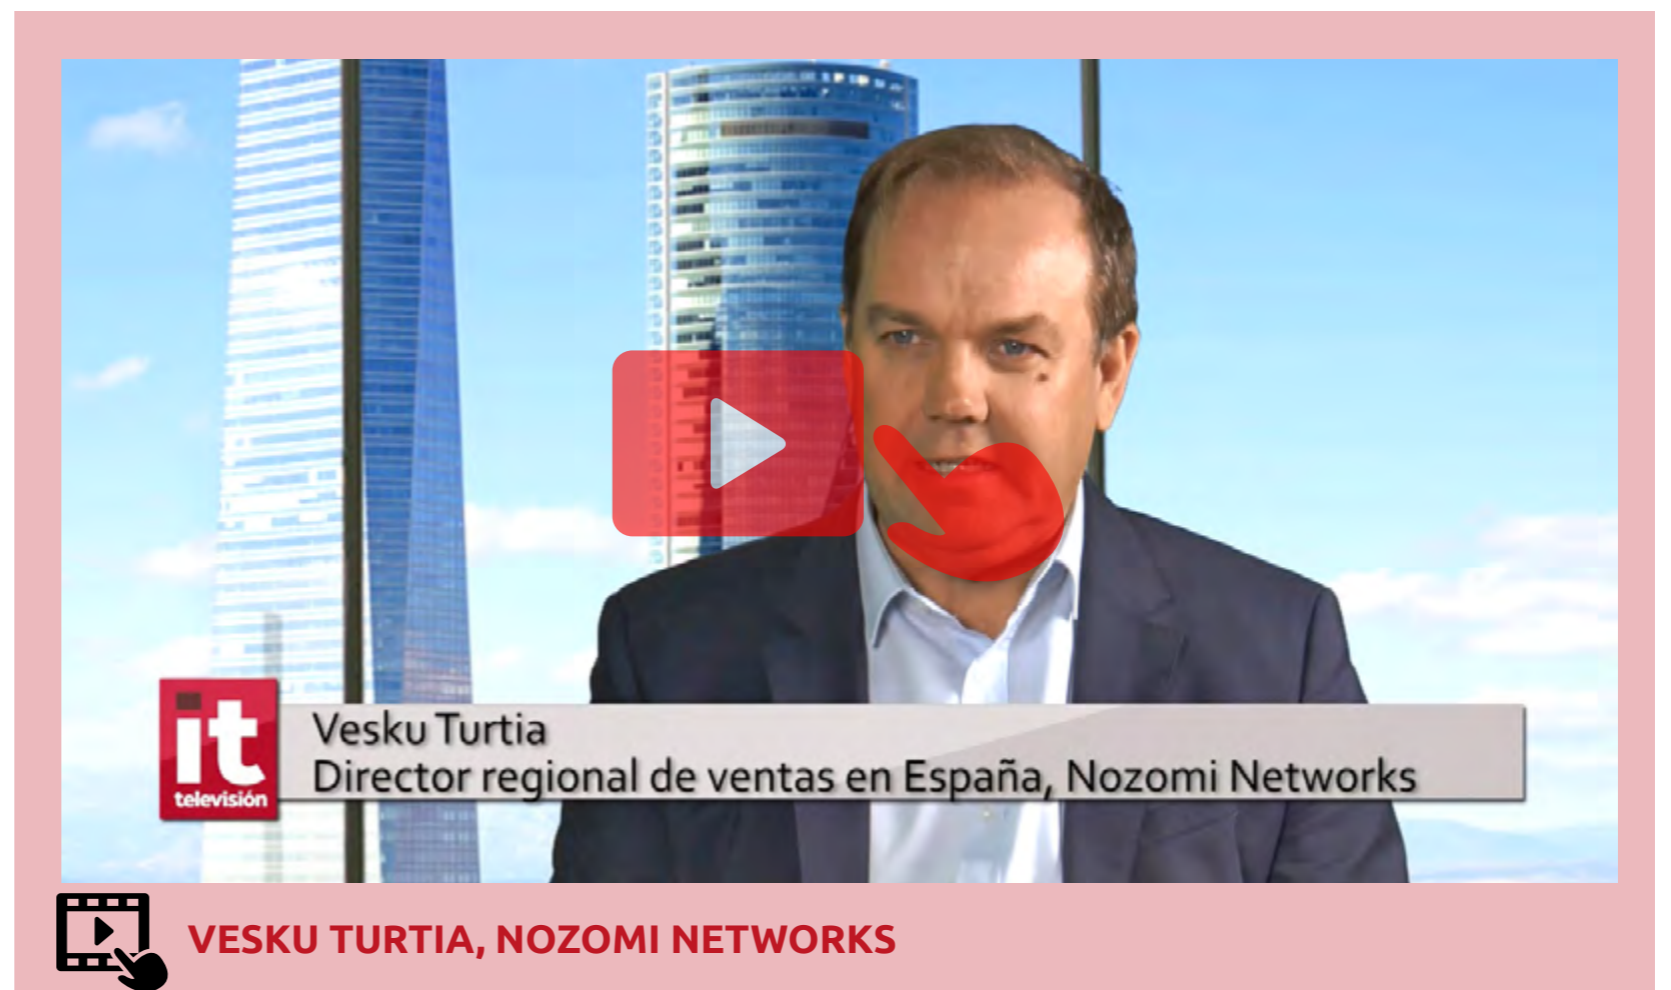 it
televisión
Vesku Turtia
Director regional de ventas en España, Nozomi Networks
VESKU TURTIA, NOZOMI NETWORKS